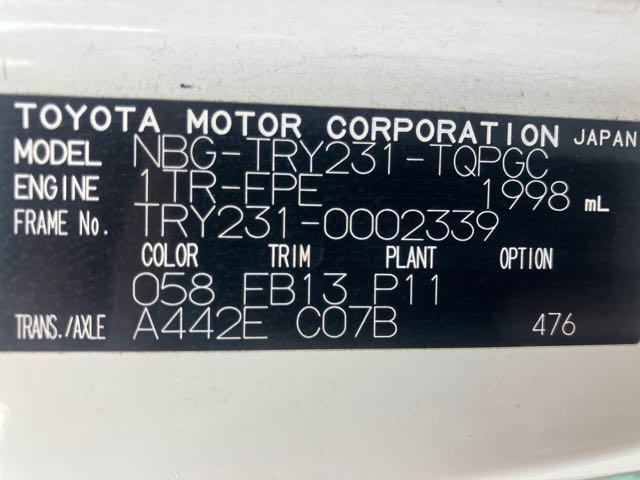 TOYOTA MOTOR CORPORATION JAPAN
MODEL NBG-TRY231-TQPGC
ENGINE 1TR-FPE 1998 mL
FRAME No. TRY231-0002339
COLOR TRIM PLANT OPTION
058 FB13 P11
TRANS./AXLE A442E C07B 476